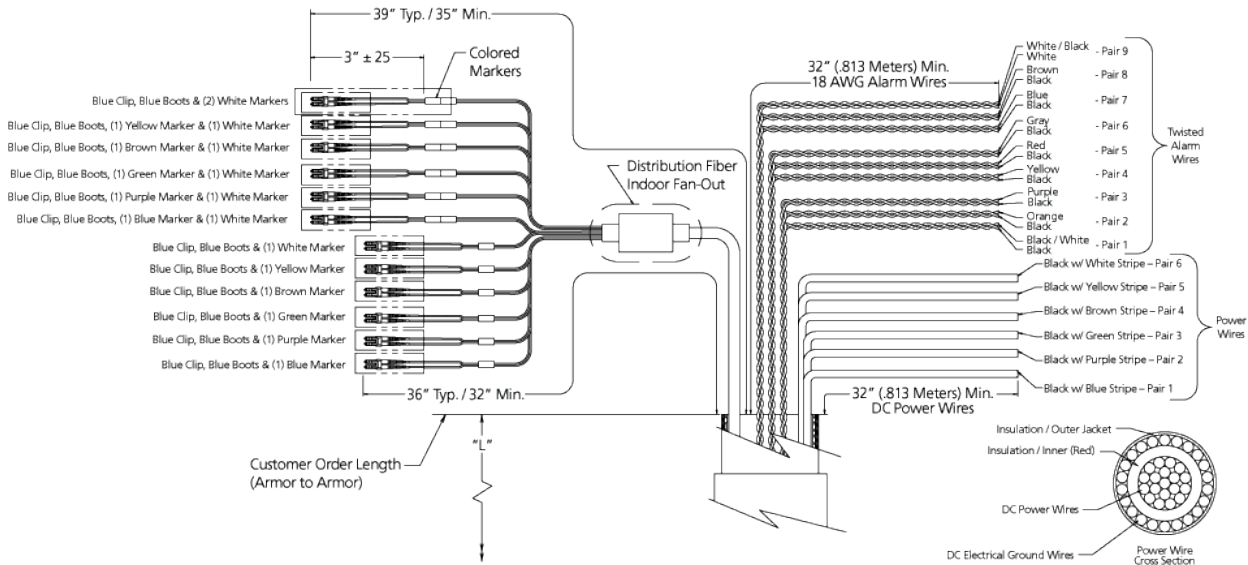 39” Typ. / 35” Min.
3” ± 25
Colored
Markers
Blue Clip, Blue Boots & (2) White Markers
Blue Clip, Blue Boots, (1) Yellow Marker & (1) White Marker
Blue Clip, Blue Boots, (1) Brown Marker & (1) White Marker
Blue Clip, Blue Boots, (1) Green Marker & (1) White Marker
Blue Clip, Blue Boots, (1) Purple Marker & (1) White Marker
Blue Clip, Blue Boots, (1) Blue Marker & (1) White Marker
Blue Clip, Blue Boots & (1) White Marker
Blue Clip, Blue Boots & (1) Yellow Marker
Blue Clip, Blue Boots & (1) Brown Marker
Blue Clip, Blue Boots & (1) Green Marker
Blue Clip, Blue Boots & (1) Purple Marker
Blue Clip, Blue Boots & (1) Blue Marker
36” Typ. / 32” Min.
Distribution Fiber
Indoor Fan-Out
"L"
Customer Order Length
(Armor to Armor)
32” (.813 Meters) Min.
18 AWG Alarm Wires
White / Black
White
- Pair 9
Brown
Black
- Pair 8
Blue
Black
- Pair 7
Gray
Black
- Pair 6
Red
Black
- Pair 5
Yellow
Black
- Pair 4
Purple
Black
- Pair 3
Orange
Black
- Pair 2
Black / White
Black
- Pair 1
Twisted
Alarm
Wires
Black w/ White Stripe – Pair 6
Black w/ Yellow Stripe – Pair 5
Black w/ Brown Stripe – Pair 4
Black w/ Green Stripe – Pair 3
Black w/ Purple Stripe – Pair 2
Black w/ Blue Stripe – Pair 1
Power
Wires
32” (.813 Meters) Min.
DC Power Wires
Insulation / Outer Jacket
Insulation / Inner (Red)
DC Power Wires
DC Electrical Ground Wires
Power Wire
Cross Section